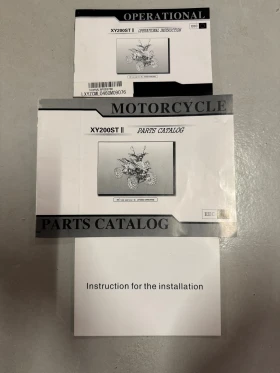 OPERATIONAL
XY200ST II OPERATIONAL INSTRUCTION
MOTORCYCLE
XY200ST II PARTS CATALOG
PARTS CATALOG
Instruction for the installation